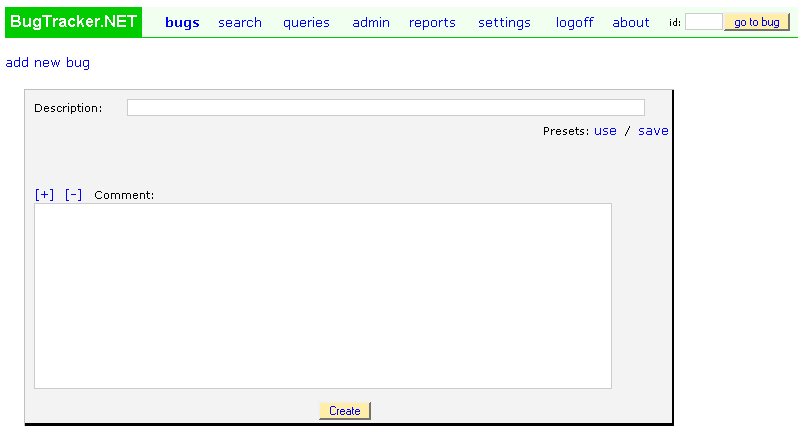 BugTracker.NET bugs search queries admin reports settings logoff about id: go to bug
add new bug
Description:
Presets: use / save
[+] [-] Comment:
Create